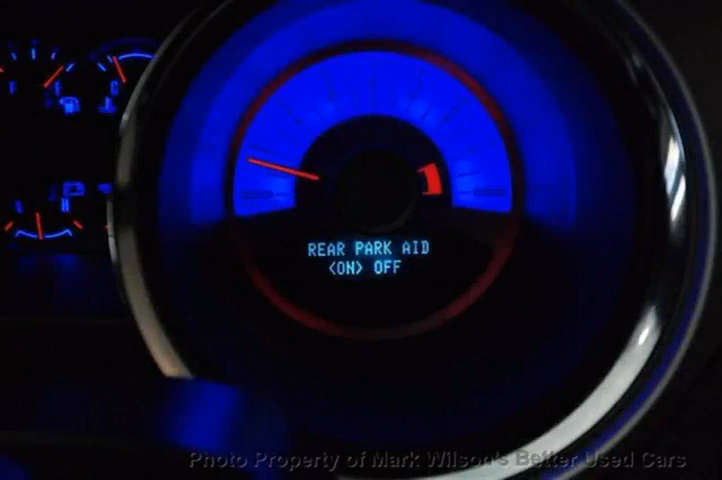 REAR PARK AID
<ON> OFF
Photo Property of Mark Wilson's Better Used Cars